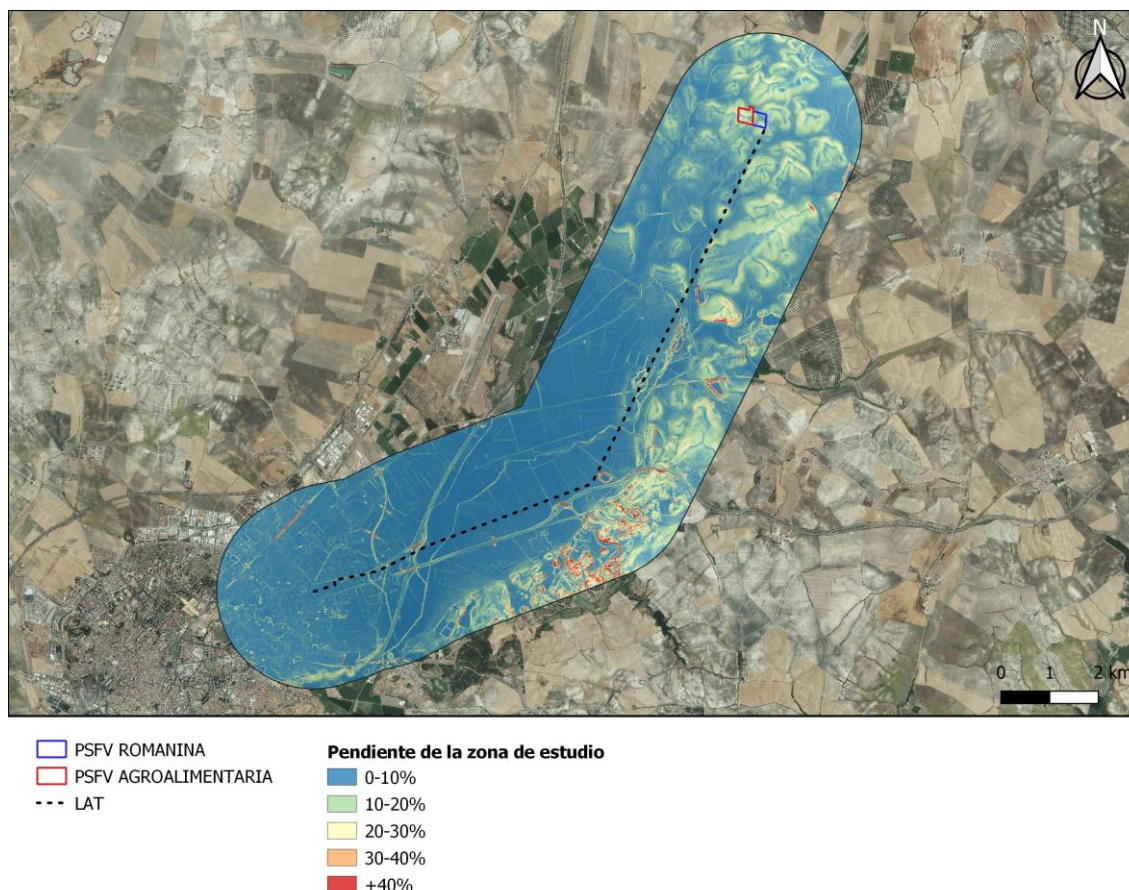 N
0 1 2 km
PSFV ROMANINA
PSFV AGROALIMENTARIA
LAT
Pendiente de la zona de estudio
0-10%
10-20%
20-30%
30-40%
+40%